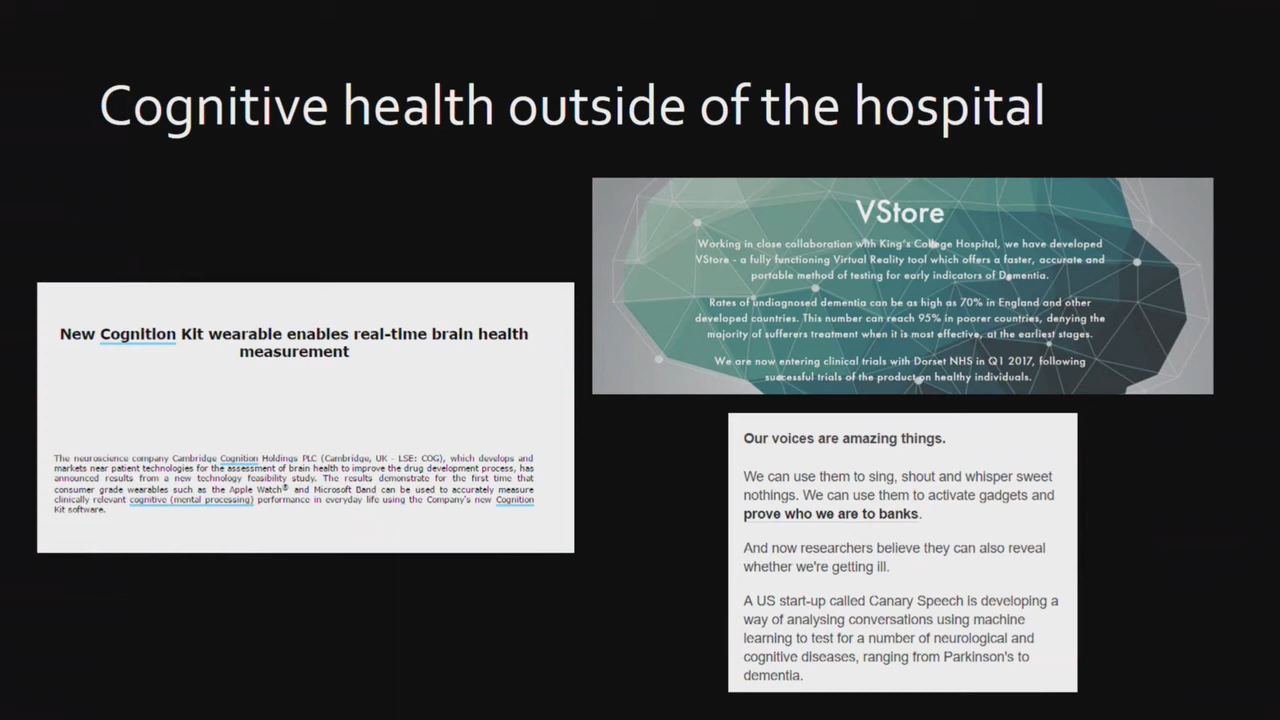 Cognitive health outside of the hospital
New Cognition Kit wearable enables real-time brain health
measurement
The neuroscience company Cambridge Cognition Holdings PLC (Cambridge, UK - LSE: COG), which develops and
markets near patient technologies for the assessment of brain health to improve the drug development process, has
announced results from a new technology feasibility study. The results demonstrate for the first time that
consumer grade wearables such as the Apple Watch® and Microsoft Band can be used to accurately measure
clinically relevant cognitive (mental processing) performance in everyday life using the Company's new Cognition
Kit software.
VStore
Working in close collaboration with King's College Hospital, we have developed
VStore - a fully functioning Virtual Reality tool which offers a faster, accurate and
portable method of testing for early indicators of Dementia.
Rates of undiagnosed dementia can be as high as 70% in England and other
developed countries. This number can reach 95% in poorer countries, denying the
majority of sufferers treatment when it is most effective, at the earliest stages.
We are now entering clinical trials with Dorset NHS in Q1 2017, following
successful trials of the product on healthy individuals.
Our voices are amazing things.
We can use them to sing, shout and whisper sweet
nothings. We can use them to activate gadgets and
prove who we are to banks.
And now researchers believe they can also reveal
whether we're getting ill.
A US start-up called Canary Speech is developing a
way of analysing conversations using machine
learning to test for a number of neurological and
cognitive diseases, ranging from Parkinson's to
dementia.